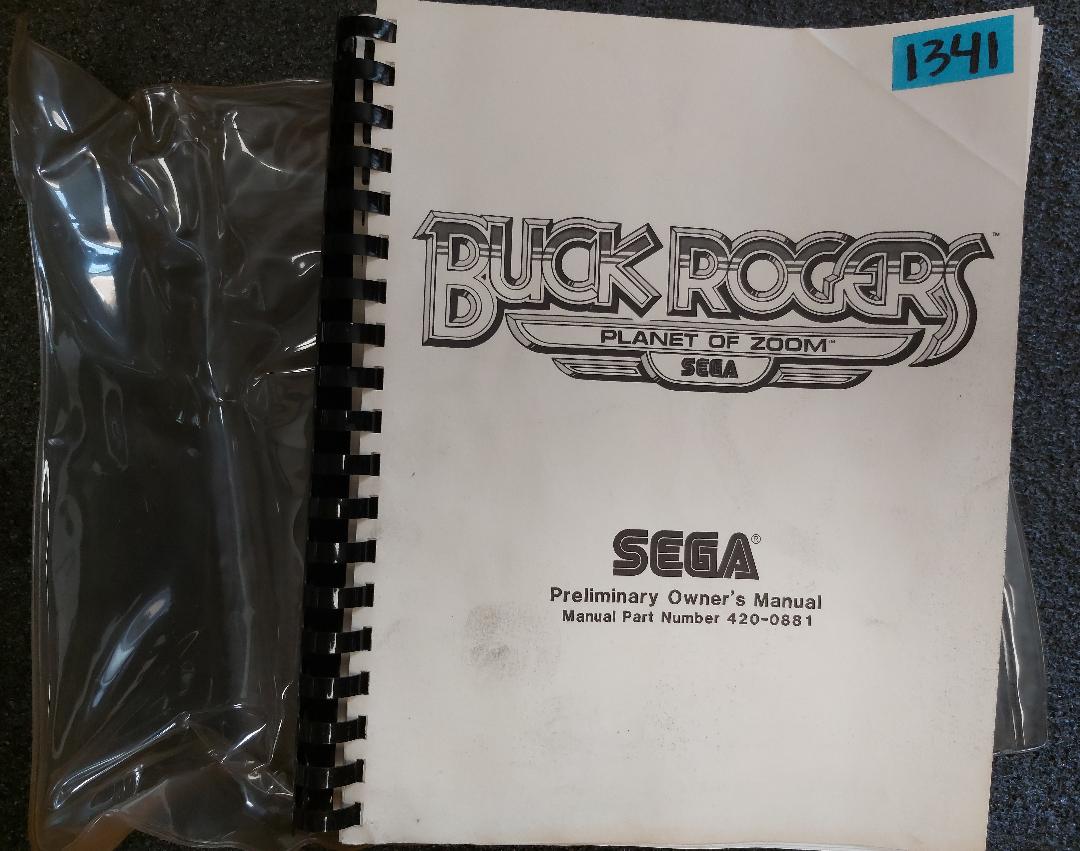 1341
BUCK ROGERS™
PLANET OF ZOOM™
SEGA
SEGA®
Preliminary Owner's Manual
Manual Part Number 420-0881